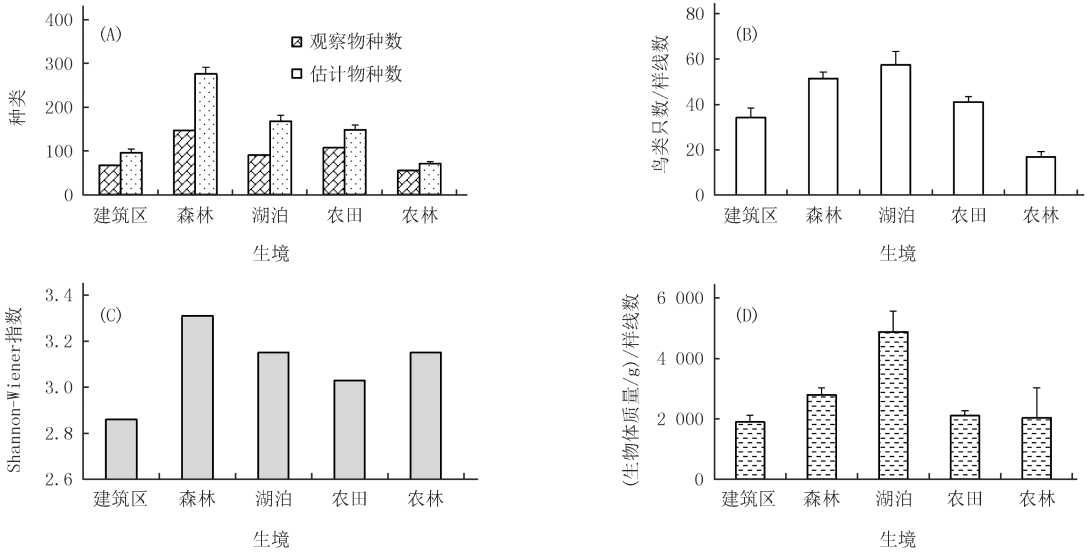 (A)
种类
400
300
200
100
0
观察物种数
估计物种数
建筑区 森林 湖泊 农田 农林
生境
(B)
鸟类只数/样线数
80
60
40
20
0
建筑区 森林 湖泊 农田 农林
生境
(C)
Shannon-Wiener指数
3.4
3.2
3.0
2.8
2.6
建筑区 森林 湖泊 农田 农林
生境
(D)
(生物体质量/g)/样线数
6 000
4 000
2 000
0
建筑区 森林 湖泊 农田 农林
生境